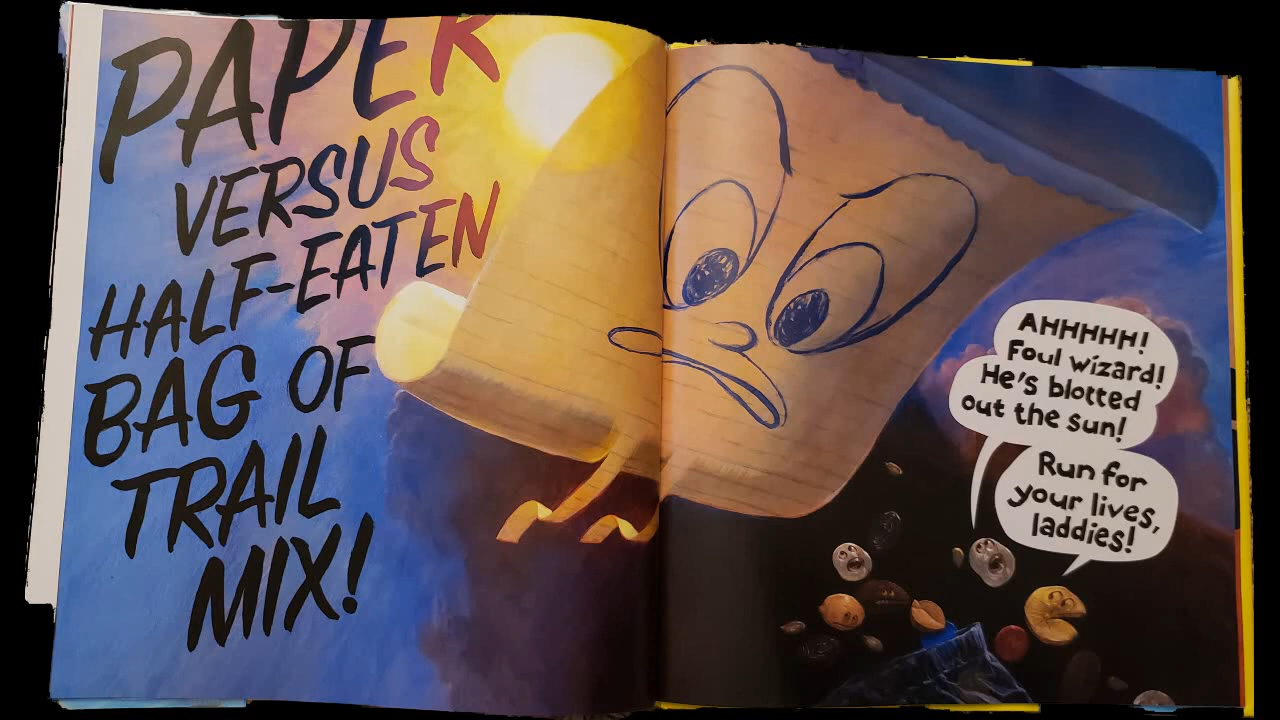 PAPER
VERSUS
HALF-EATEN
BAG OF
TRAIL
MIX!
AHHHHH!
Foul wizard!
He's blotted
out the sun!
Run for
your lives,
laddies!